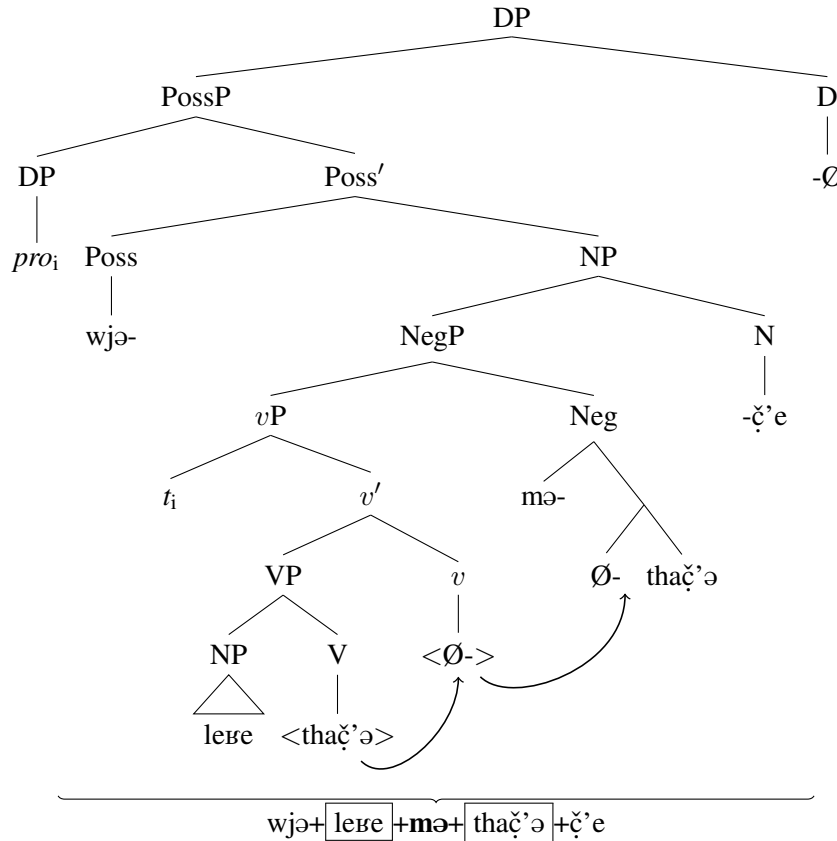 DP
PossP D
DP Poss′ -Ø
proi Poss NP
wjə- NegP N
-č̣’e
vP Neg
ti v′ mə-
VP v Ø- thač̣’ə
NP V <Ø->
leʁe <thač̣’ə>
wjə+leʁe+mə+thač̣’ə+č̣’e